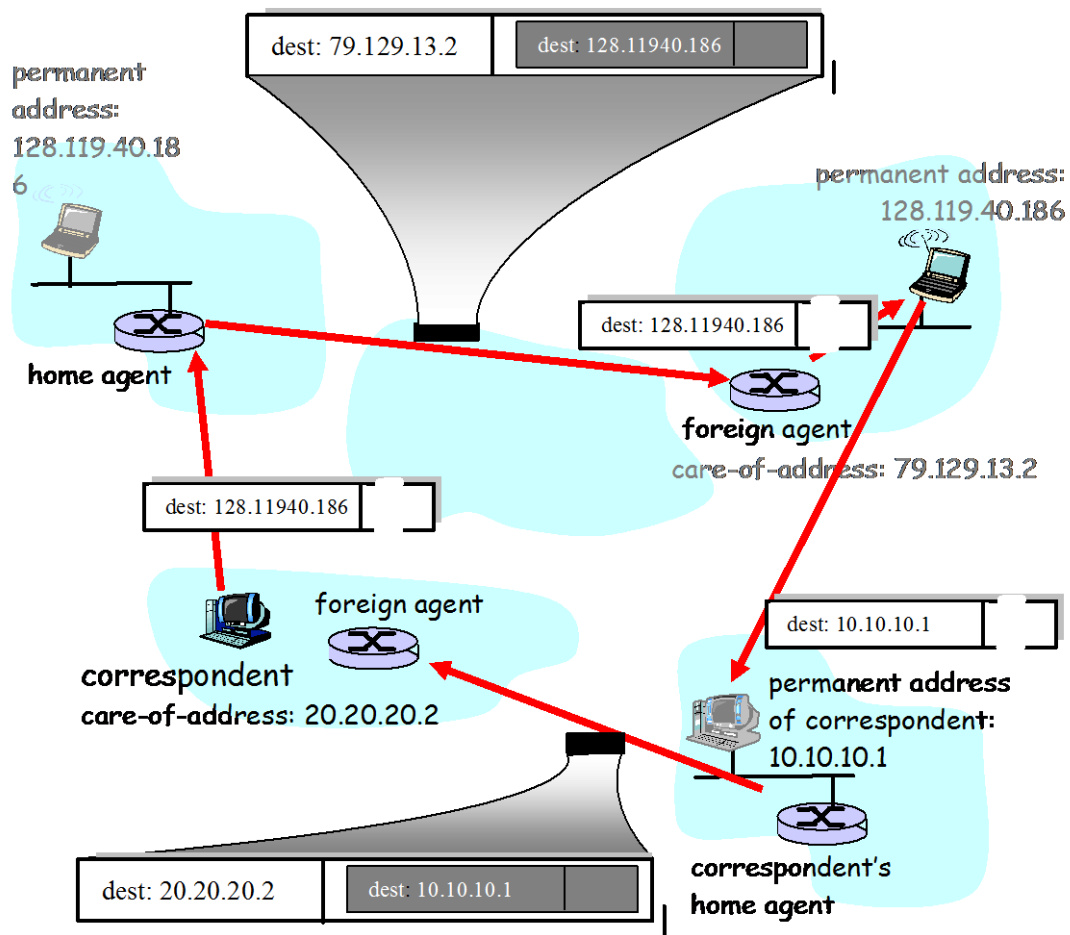 dest: 79.129.13.2
dest: 128.11940.186
permanent
address:
128.119.40.18
6
permanent address:
128.119.40.186
dest: 128.11940.186
home agent
foreign agent
care-of-address: 79.129.13.2
dest: 128.11940.186
foreign agent
dest: 10.10.10.1
correspondent
care-of-address: 20.20.20.2
permanent address
of correspondent:
10.10.10.1
dest: 20.20.20.2
dest: 10.10.10.1
correspondent's
home agent